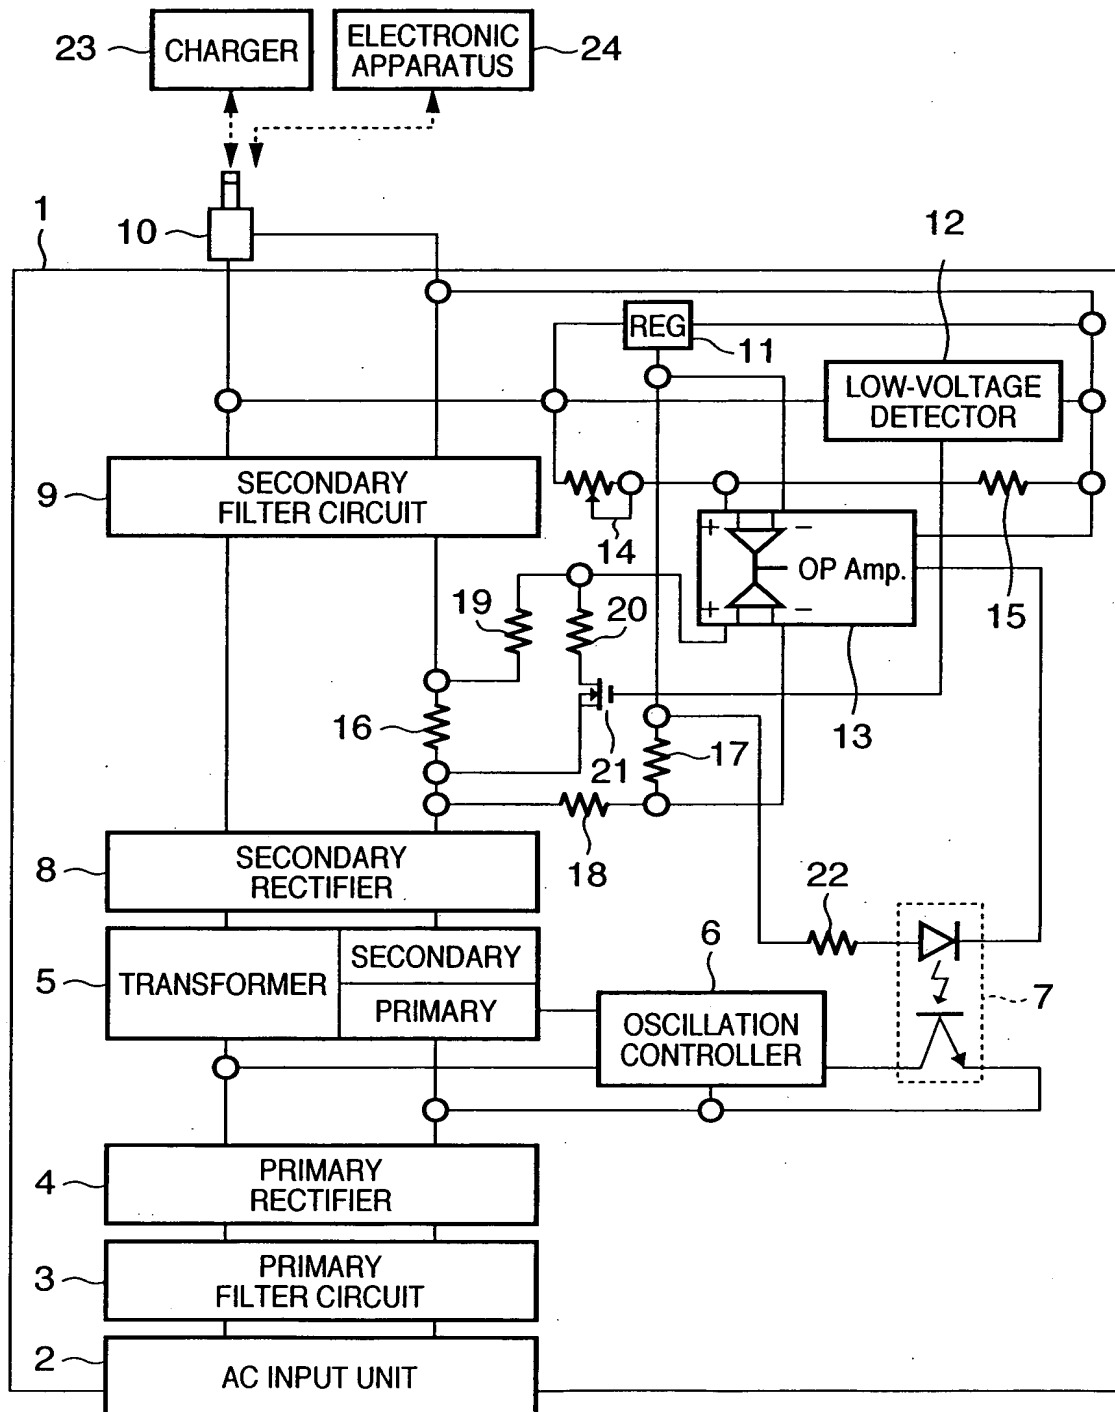 23
CHARGER
ELECTRONIC
APPARATUS
24
1
10
12
REG
11
LOW-VOLTAGE
DETECTOR
9
SECONDARY
FILTER CIRCUIT
14
+
−
OP Amp.
+
−
15
19
20
13
16
21
17
18
8
SECONDARY
RECTIFIER
22
5
TRANSFORMER
SECONDARY
PRIMARY
6
OSCILLATION
CONTROLLER
7
4
PRIMARY
RECTIFIER
3
PRIMARY
FILTER CIRCUIT
2
AC INPUT UNIT